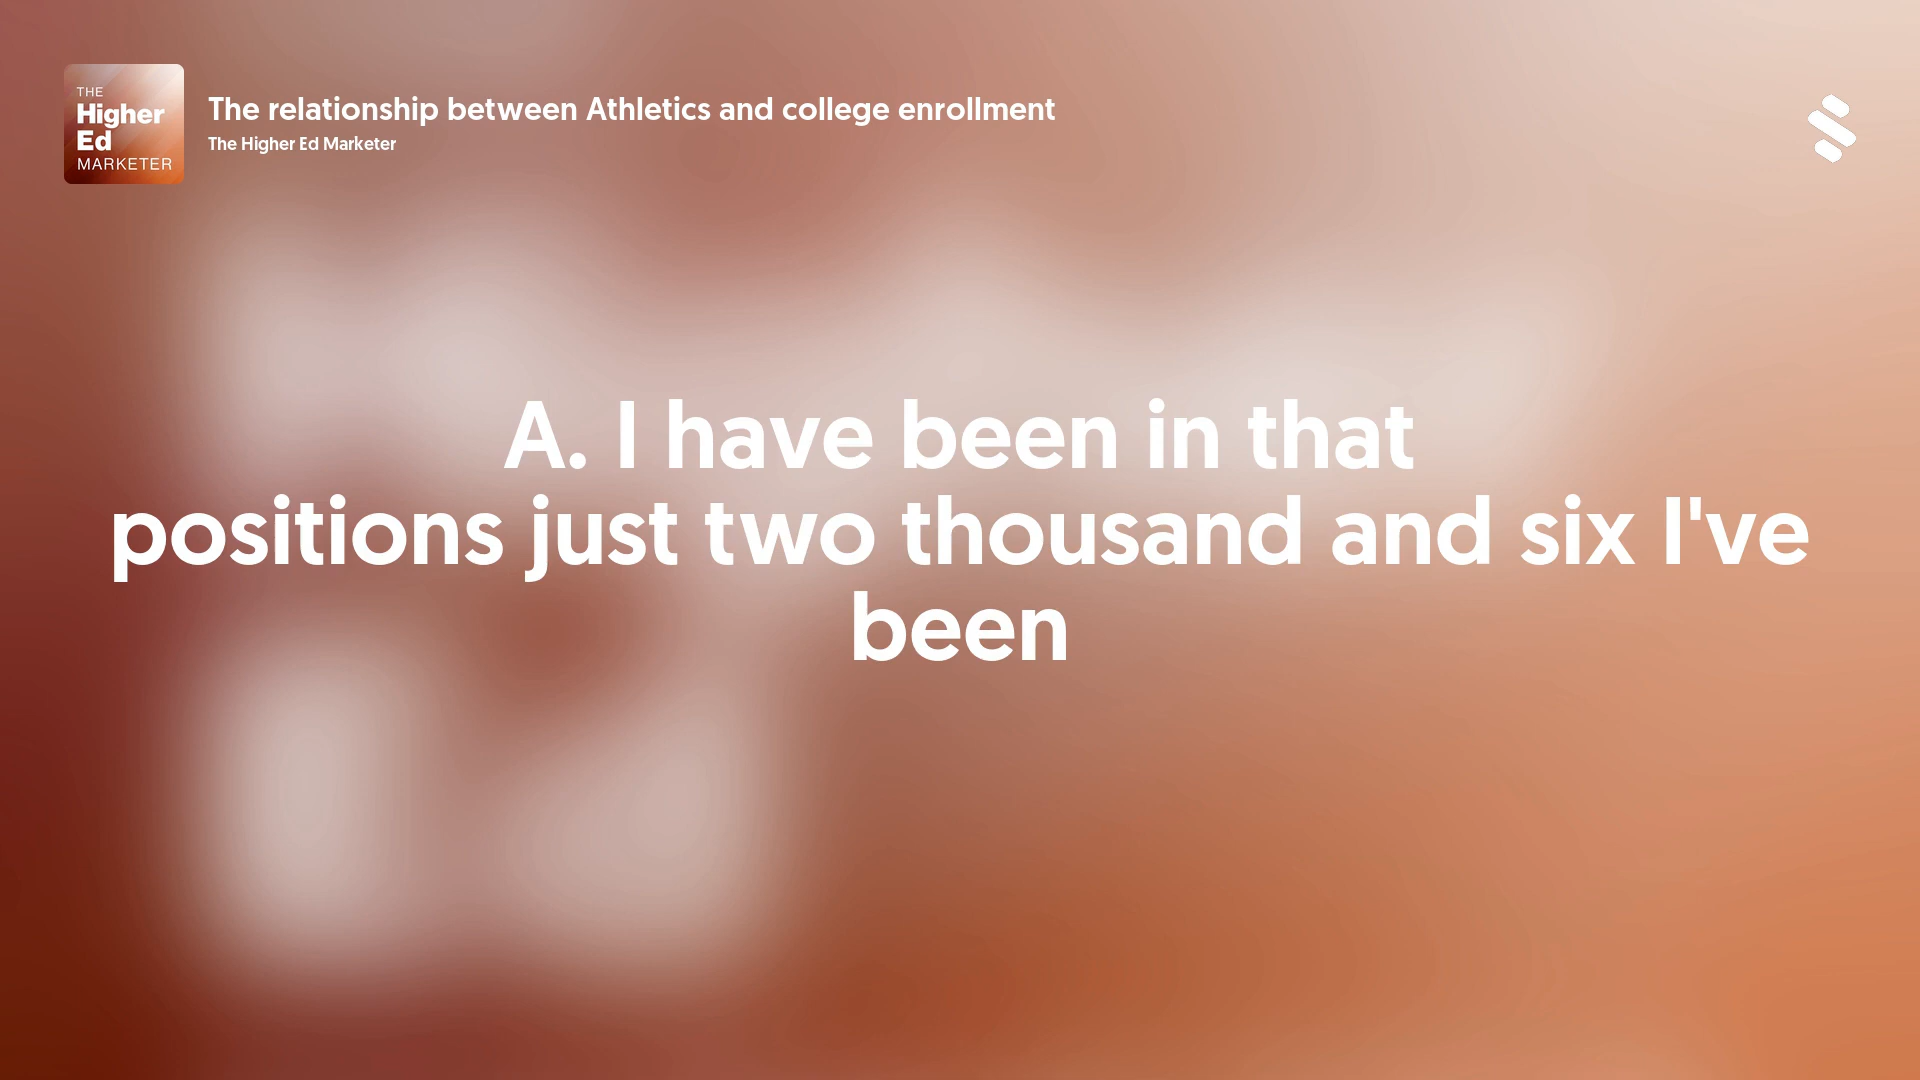 THE
Higher
Ed
MARKETER
The relationship between Athletics and college enrollment
The Higher Ed Marketer
A. I have been in that
positions just two thousand and six I've
been